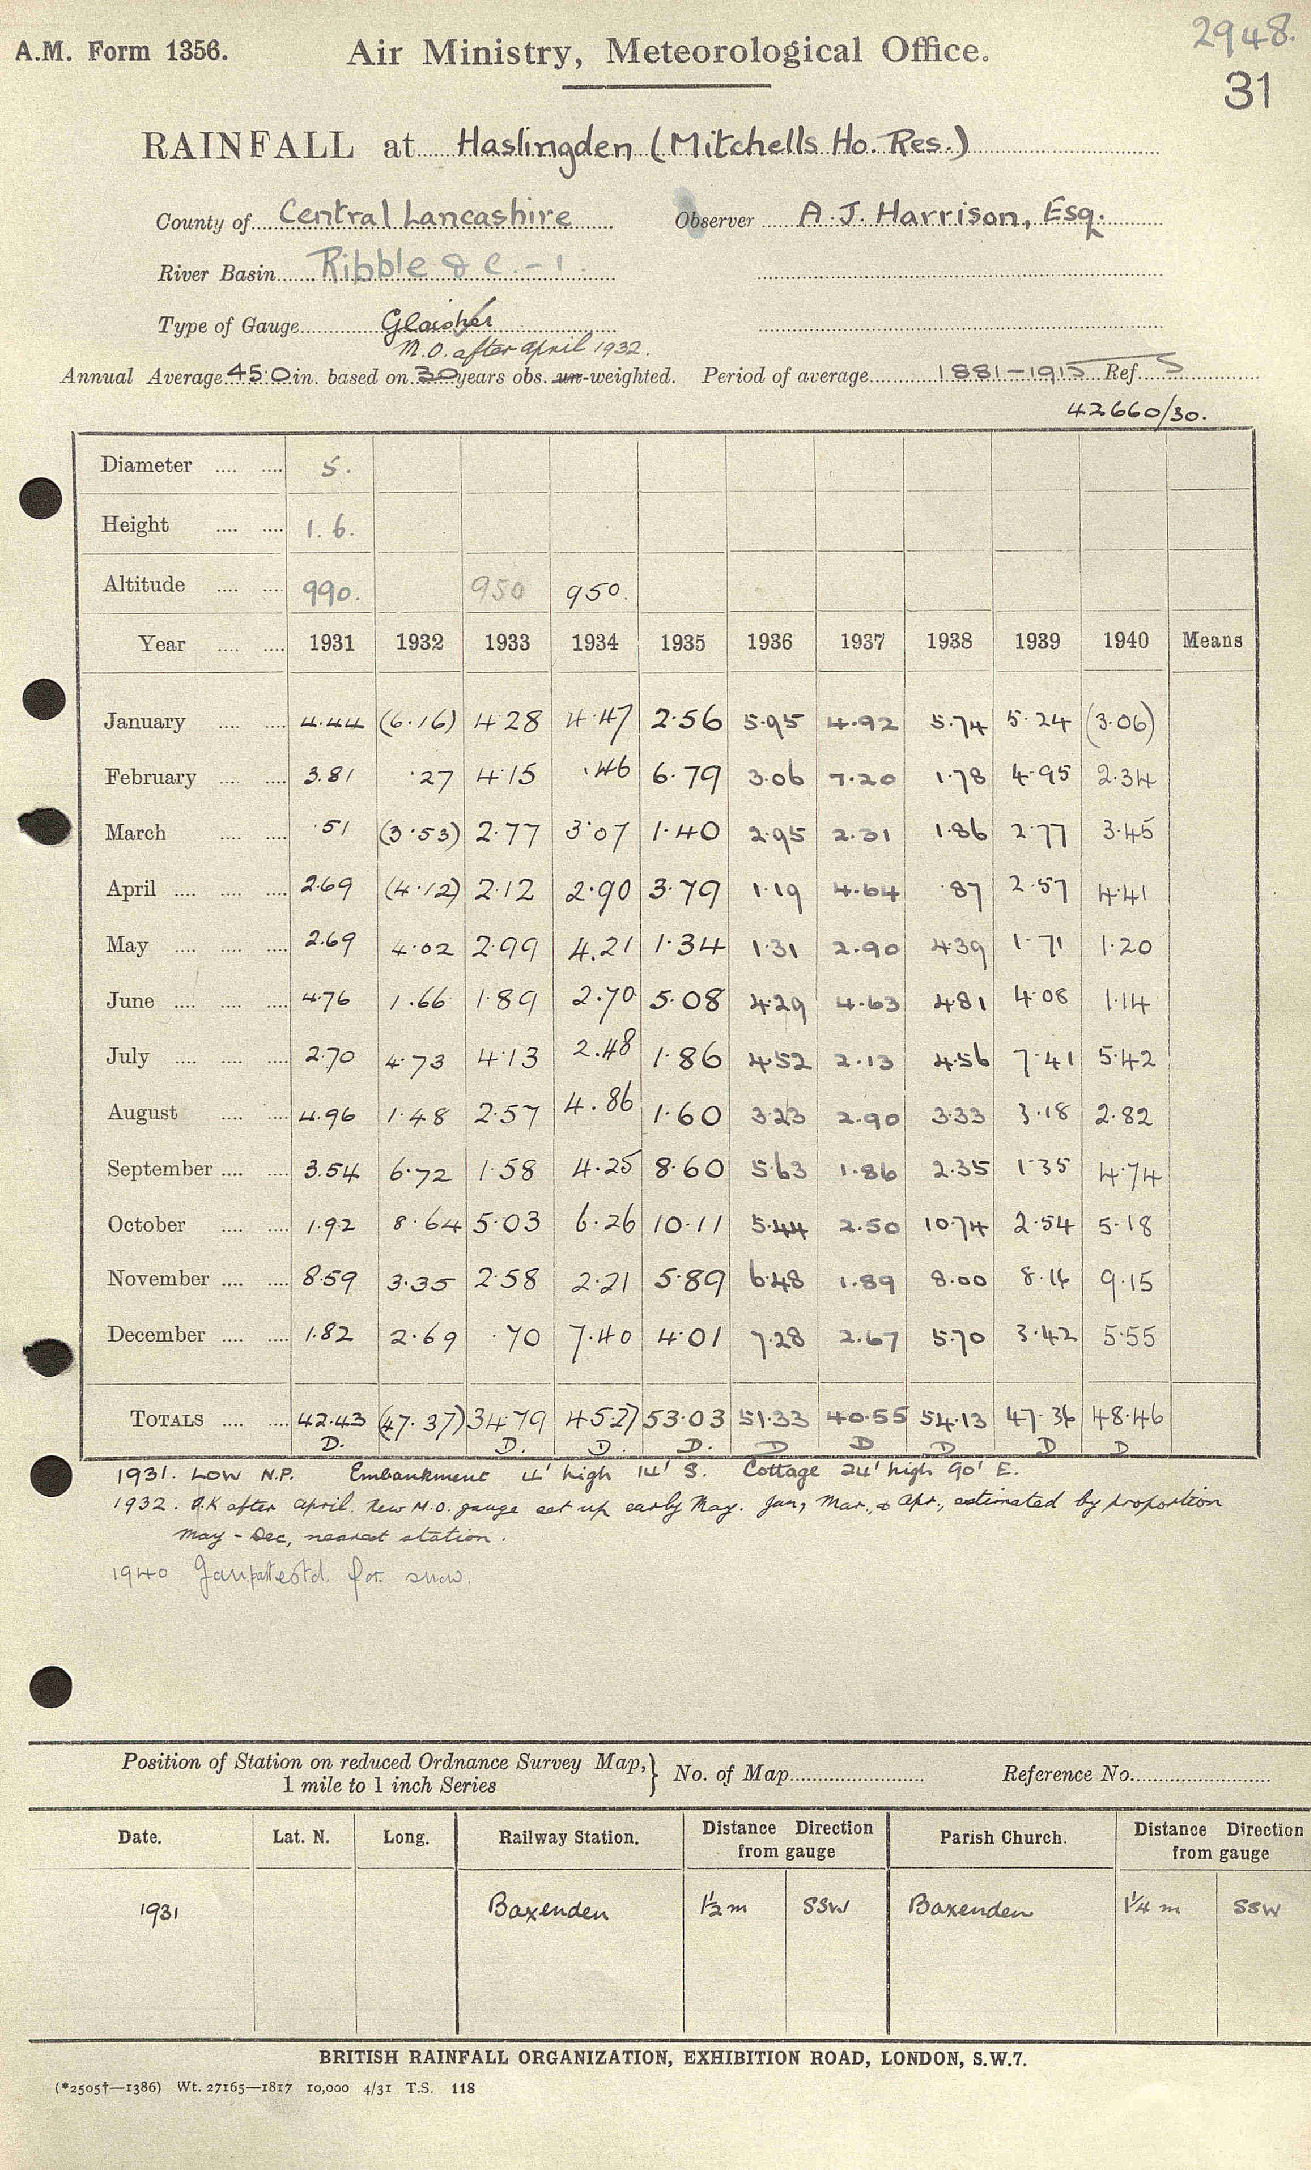 2948.
A.M. Form 1356. Air Ministry, Meteorological Office.
31
RAINFALL at Haslingden (Mitchells Ho. Res.)
County of Central Lancashire Observer A. J. Harrison, Esq.
River Basin Ribble &c. - 1.
Type of Gauge Glaisher
M.O. after April 1932.
Annual Average 45.0 in. based on 30 years obs. un-weighted. Period of average 1881-1915 Ref. S
42660/30.
Diameter 5.
Height 1.6.
Altitude 990. 950 950.
Year 1931 1932 1933 1934 1935 1936 1937 1938 1939 1940 Means
January 4.44 (6.16) 4.28 4.47 2.56 5.95 4.92 5.74 5.24 (3.06)
February 3.81 .27 4.15 .46 6.79 3.06 7.20 1.78 4.95 2.34
March .51 (3.53) 2.77 3.07 1.40 2.95 2.31 1.86 2.77 3.45
April 2.69 (4.12) 2.12 2.90 3.79 1.19 4.64 .87 2.57 4.41
May 2.69 4.02 2.99 4.21 1.34 1.31 2.90 4.39 1.71 1.20
June 4.76 1.66 1.89 2.70 5.08 4.29 4.63 4.81 4.08 1.14
July 2.70 4.73 4.13 2.48 1.86 4.52 2.13 4.56 7.41 5.42
August 4.96 1.48 2.57 4.86 1.60 3.23 2.90 3.33 3.18 2.82
September 3.54 6.72 1.58 4.25 8.60 5.63 1.86 2.35 1.35 4.74
October 1.92 8.64 5.03 6.26 10.11 5.44 2.50 10.74 2.54 5.18
November 8.59 3.35 2.58 2.21 5.89 6.48 1.89 8.00 8.14 9.15
December 1.82 2.69 .70 7.40 4.01 7.28 2.67 5.70 3.42 5.55
TOTALS 42.43 (47.37) 34.79 45.27 53.03 51.33 40.55 54.13 47.36 48.46
D. D. D. D. D D D D D
1931. LOW N.P. Embankment 4' high 14' S. Cottage 24' high 90' E.
1932. O.K after April. New M.O. gauge set up early May. Jan, Mar., & Apr., estimated by proportion
May - Dec, nearest station.
1940 Jan. estd. for snow.
Position of Station on reduced Ordnance Survey Map,
1 mile to 1 inch Series } No. of Map Reference No.
Date. Lat. N. Long. Railway Station. Distance Direction from gauge Parish Church. Distance Direction from gauge
1931 Baxenden 1½ m SSW Baxenden 1¼ m SSW
BRITISH RAINFALL ORGANIZATION, EXHIBITION ROAD, LONDON, S.W.7.
(*2505†—1386) Wt. 27165—1817 10,000 4/31 T.S. 118